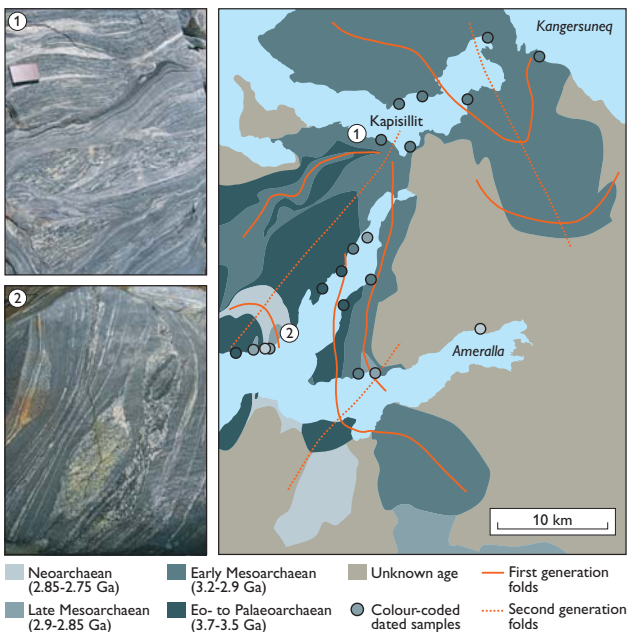 1
Kangersuneq
Kapisillit
1
2
2
Ameralla
10 km
Neoarchaean
(2.85-2.75 Ga)
Early Mesoarchaean
(3.2-2.9 Ga)
Unknown age
First generation
folds
Late Mesoarchaean
(2.9-2.85 Ga)
Eo- to Palaeoarchaean
(3.7-3.5 Ga)
Colour-coded
dated samples
Second generation
folds